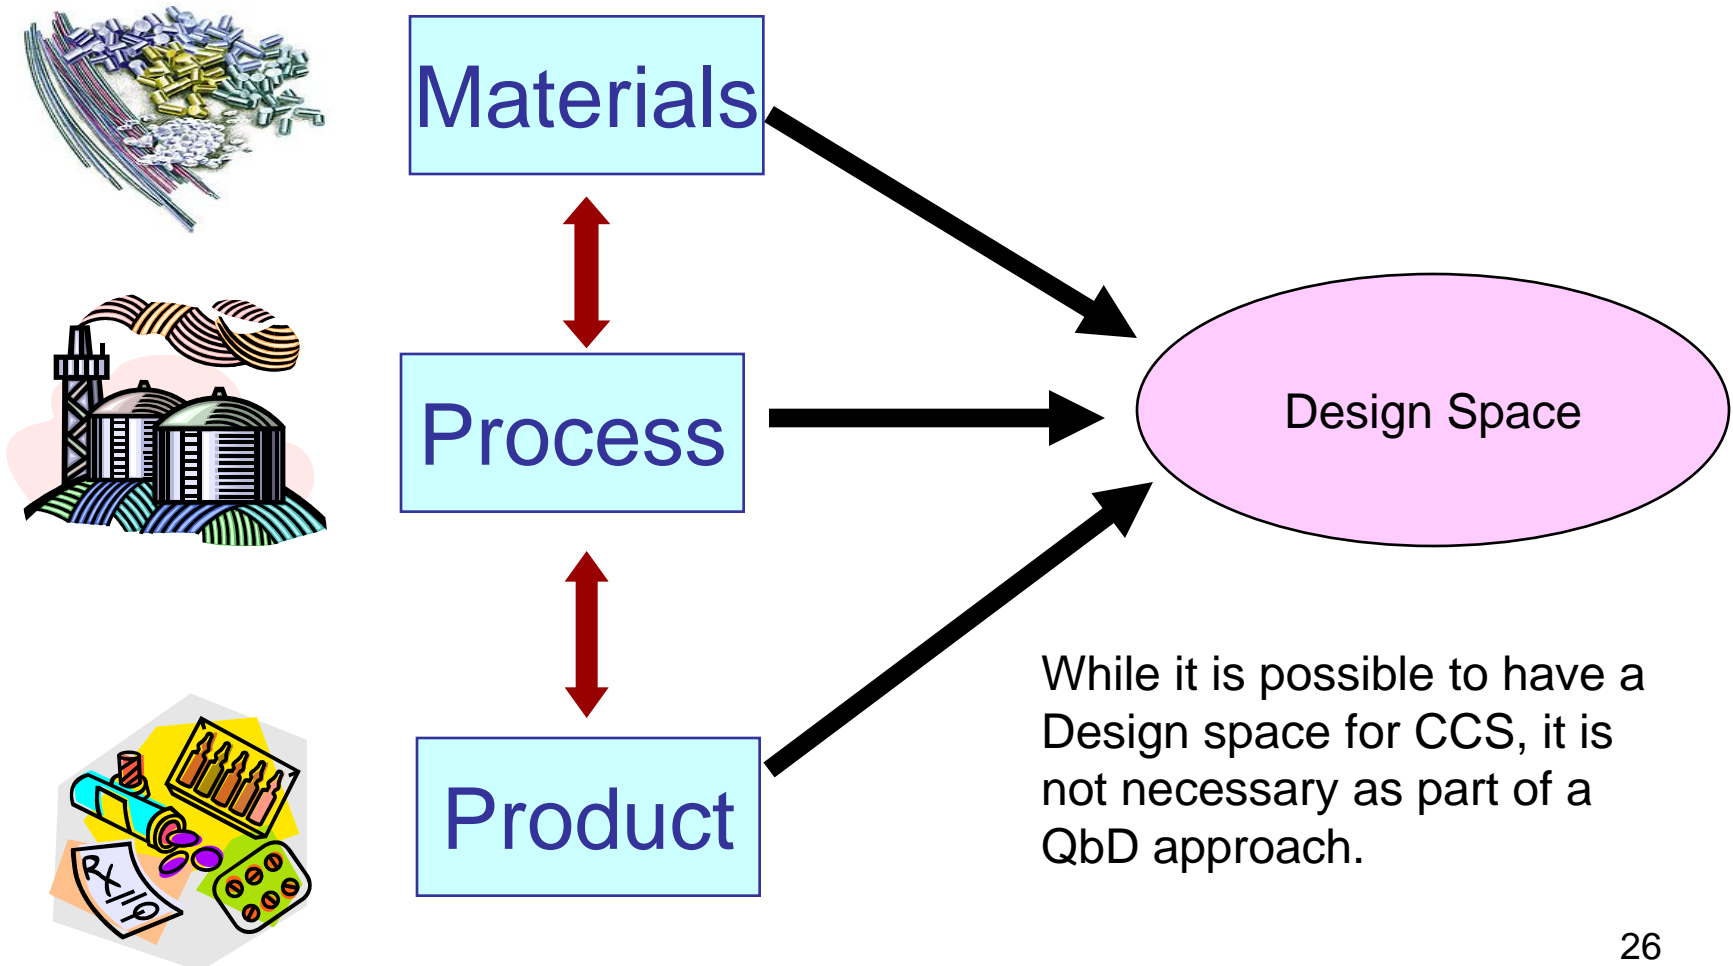 Materials
Process
Design Space
Product
While it is possible to have a
Design space for CCS, it is
not necessary as part of a
QbD approach.
26